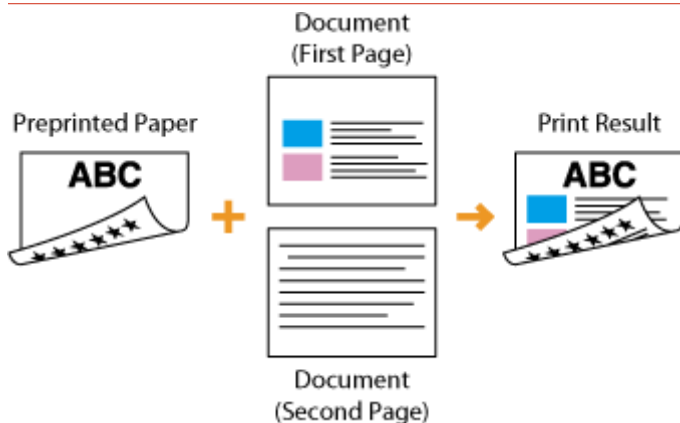 Document
(First Page)
Preprinted Paper
ABC
Print Result
ABC
Document
(Second Page)